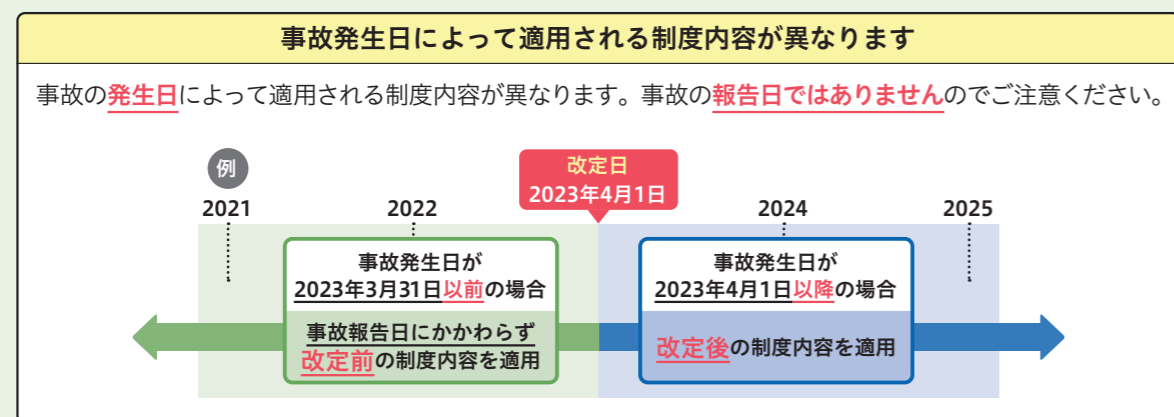 事故発生日によって適用される制度内容が異なります
事故の発生日によって適用される制度内容が異なります。事故の報告日ではありませんのでご注意ください。
例
改定日
2023年4月1日
2021
2022
2024
2025
事故発生日が
2023年3月31日以前の場合
事故報告日にかかわらず
改定前の制度内容を適用
事故発生日が
2023年4月1日以降の場合
改定後の制度内容を適用